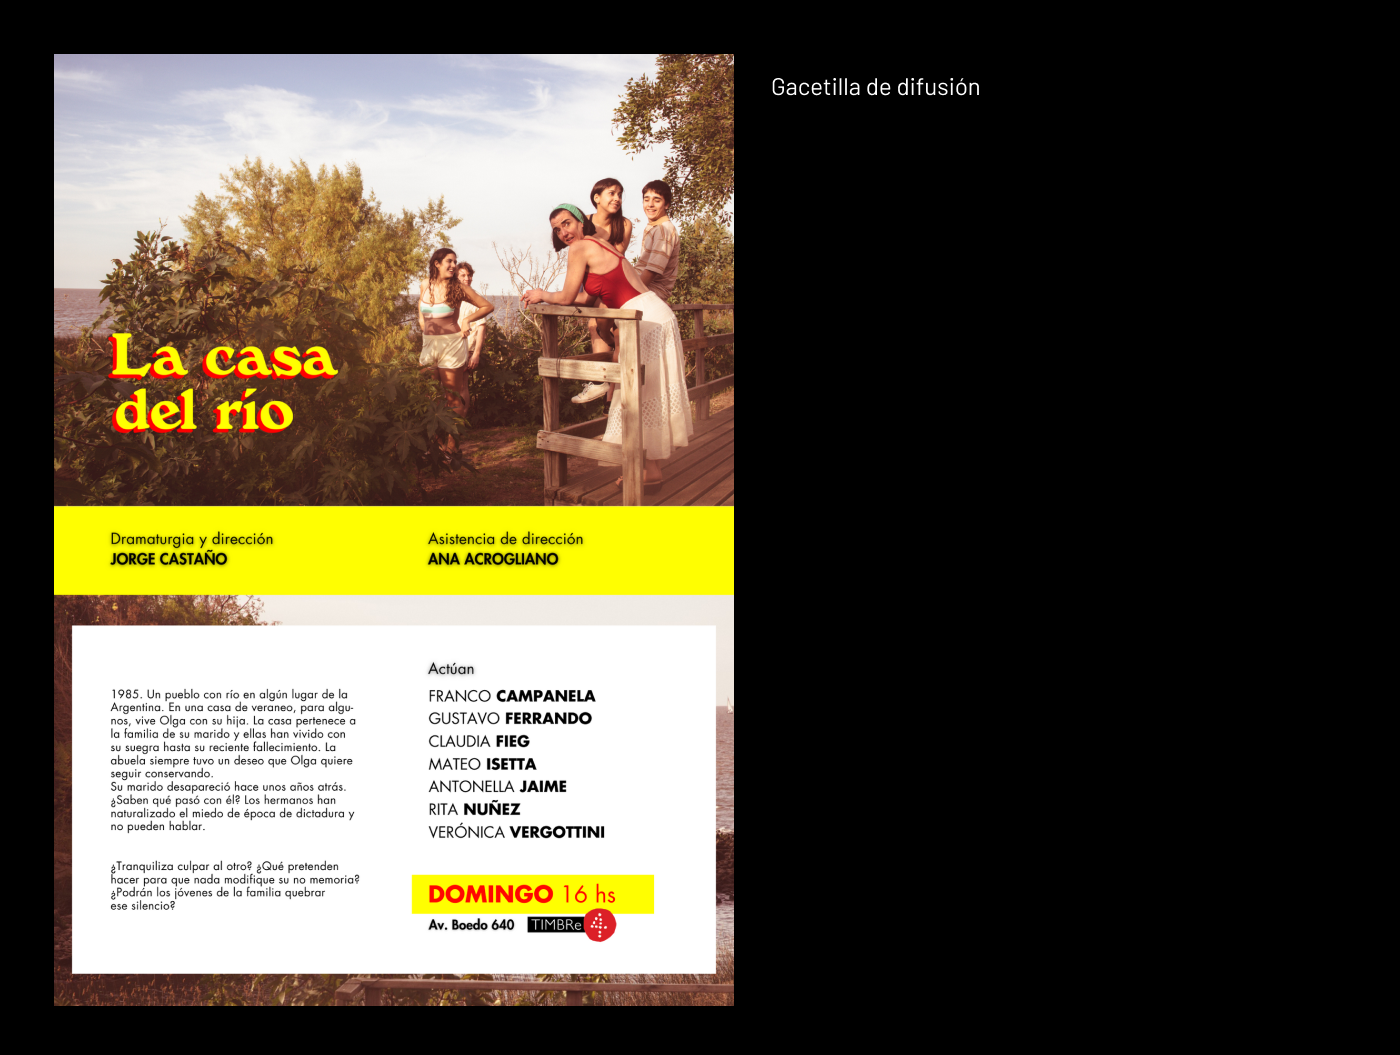 Gacetilla de difusión
La casa
del río
Dramaturgia y dirección
JORGE CASTAÑO
Asistencia de dirección
ANA ACROGLIANO
1985. Un pueblo con río en algún lugar de la
Argentina. En una casa de veraneo, para algu-
nos, vive Olga con su hija. La casa pertenece a
la familia de su marido y ellas han vivido con
su suegra hasta su reciente fallecimiento. La
abuela siempre tuvo un deseo que Olga quiere
seguir conservando.
Su marido desapareció hace unos años atrás.
¿Saben qué pasó con él? Los hermanos han
naturalizado el miedo de época de dictadura y
no pueden hablar.
¿Tranquiliza culpar al otro? ¿Qué pretenden
hacer para que nada modifique su no memoria?
¿Podrán los jóvenes de la familia quebrar
ese silencio?
Actúan
FRANCO CAMPANELA
GUSTAVO FERRANDO
CLAUDIA FIEG
MATEO ISETTA
ANTONELLA JAIME
RITA NUÑEZ
VERÓNICA VERGOTTINI
DOMINGO 16 hs
Av. Boedo 640 TIMBRe 4